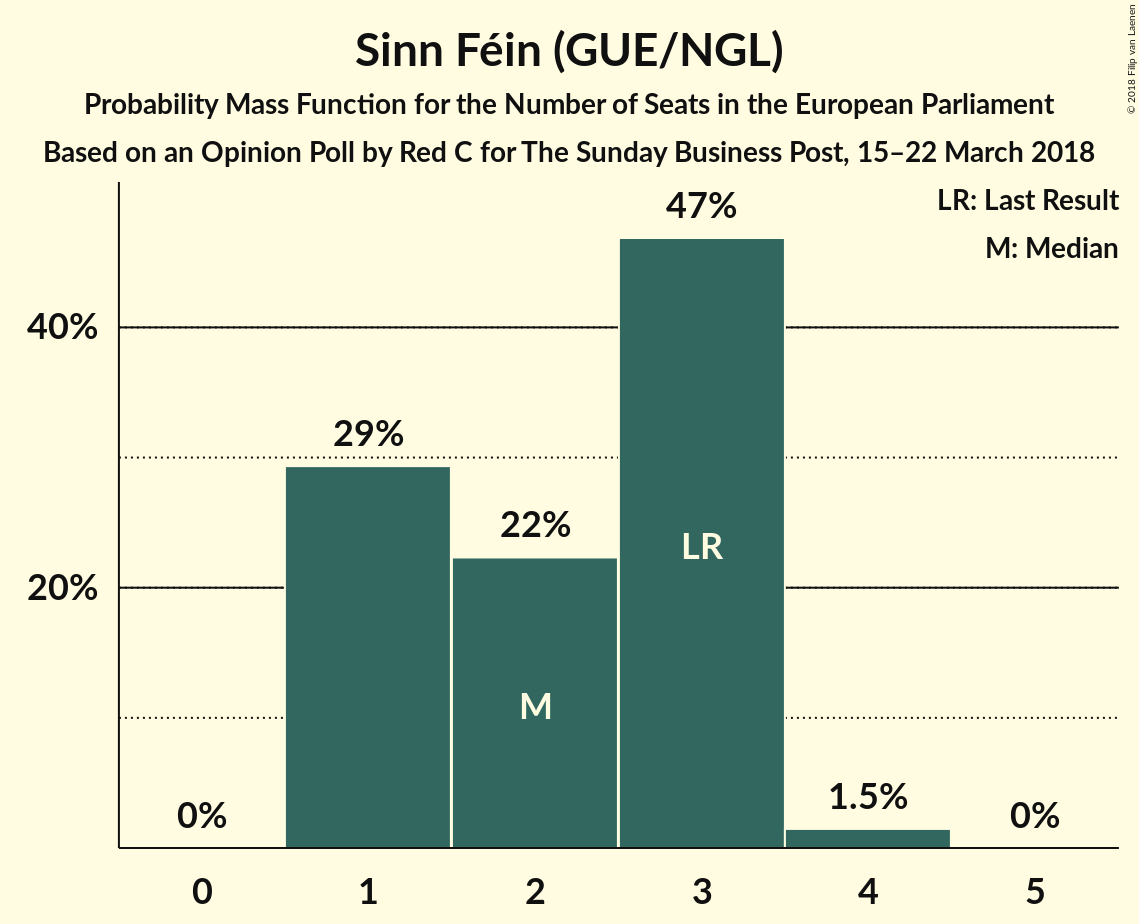 Sinn Féin (GUE/NGL)
Probability Mass Function for the Number of Seats in the European Parliament
Based on an Opinion Poll by Red C for The Sunday Business Post, 15–22 March 2018
© 2018 Filip van Laenen
LR: Last Result
M: Median
47%
40%
29%
22%
LR
20%
M
1.5%
0%
0%
0 1 2 3 4 5